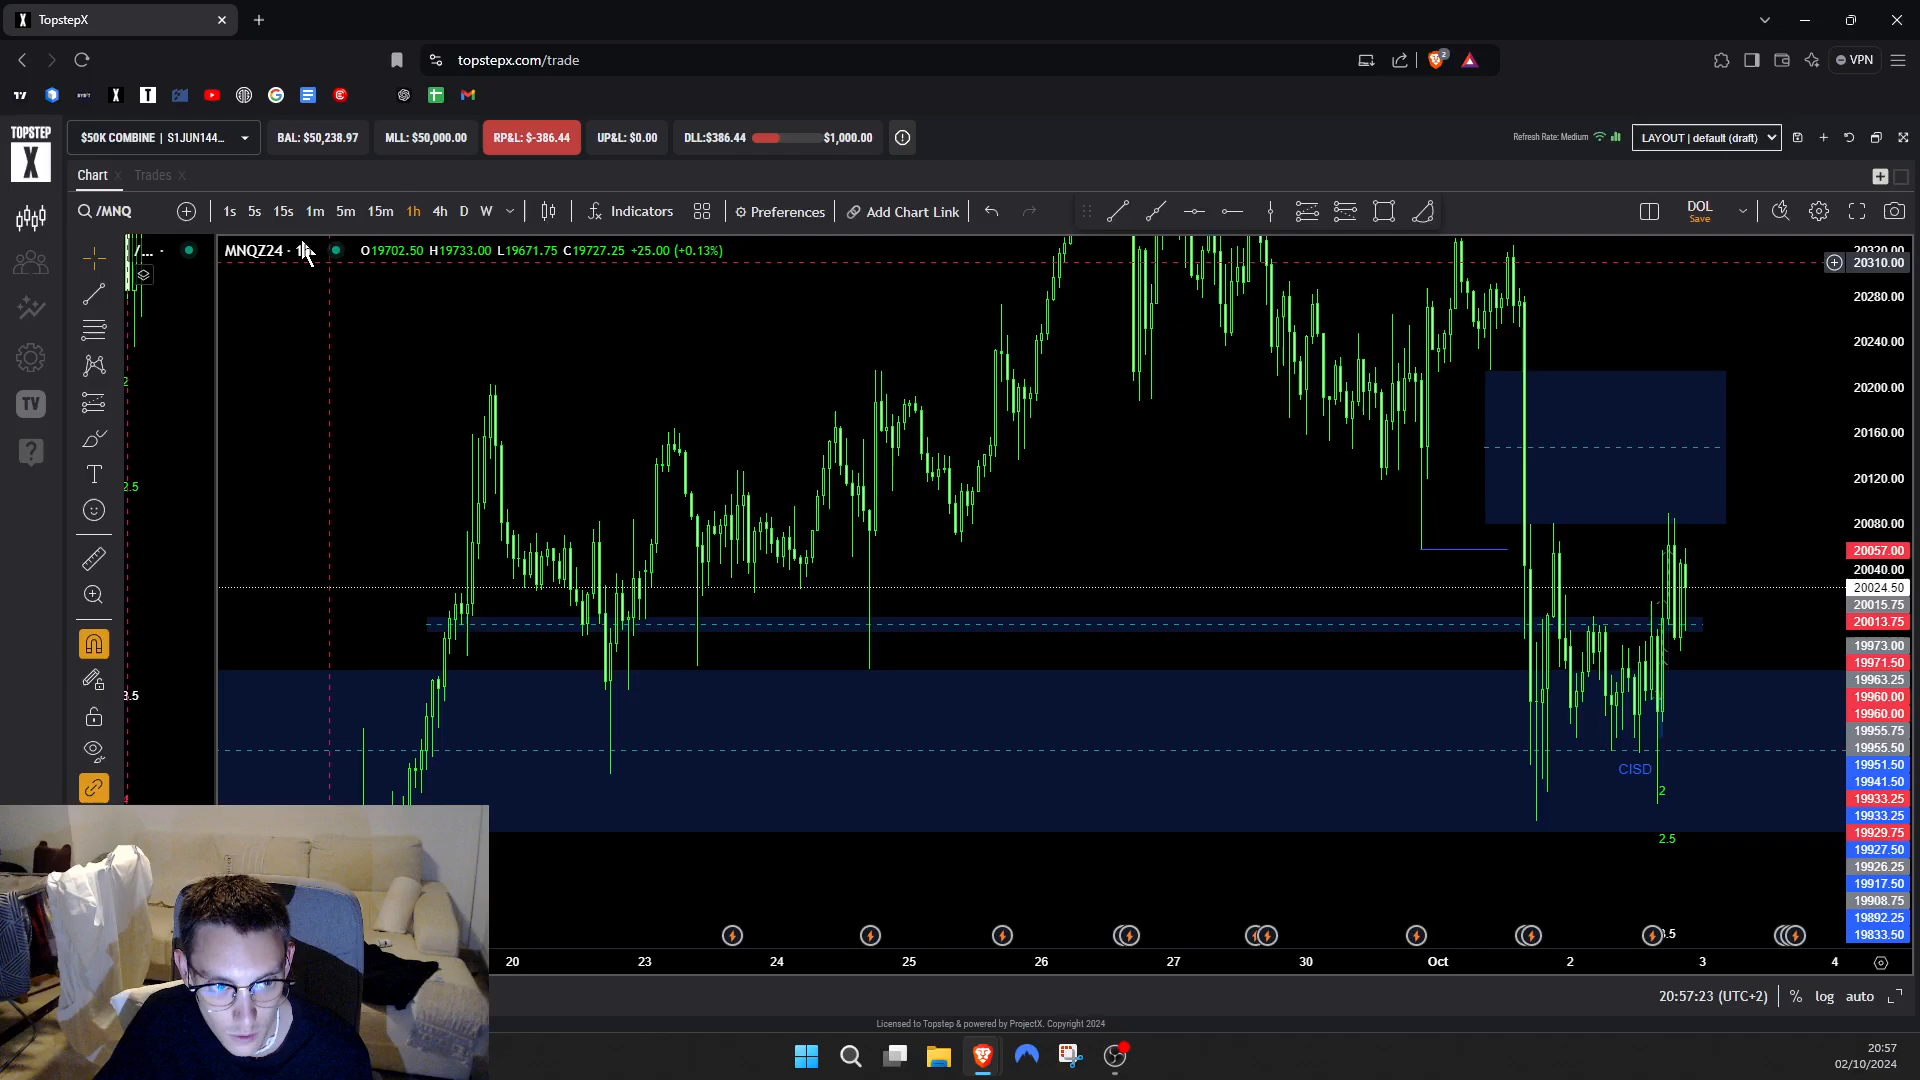 TopstepX
topstepx.com/trade
2
VPN
TOPSTEP
X
$50K COMBINE | S1JUN144...
BAL: $50,238.97
MLL: $50,000.00
RP&L: $-386.44
UP&L: $0.00
DLL:$386.44
$1,000.00
Refresh Rate: Medium
LAYOUT | default (draft)
Chart
Trades
/MNQ
1s 5s 15s 1m 5m 15m 1h 4h D W
Indicators
Preferences
Add Chart Link
DOL
Save
/... ·
MNQZ24 ·
O19702.50 H19733.00 L19671.75 C19727.25 +25.00 (+0.13%)
TV
2.5
3.5
CISD
2
2.5
20320.00
20310.00
20280.00
20240.00
20200.00
20160.00
20120.00
20080.00
20057.00
20040.00
20024.50
20015.75
20013.75
19973.00
19971.50
19963.25
19960.00
19960.00
19955.75
19955.50
19951.50
19941.50
19933.25
19933.25
19929.75
19927.50
19926.25
19917.50
19908.75
19892.25
19833.50
20 23 24 25 26 27 30 Oct 2 3 4
20:57:23 (UTC+2)
% log auto
Licensed to Topstep & powered by ProjectX. Copyright 2024
20:57
02/10/2024